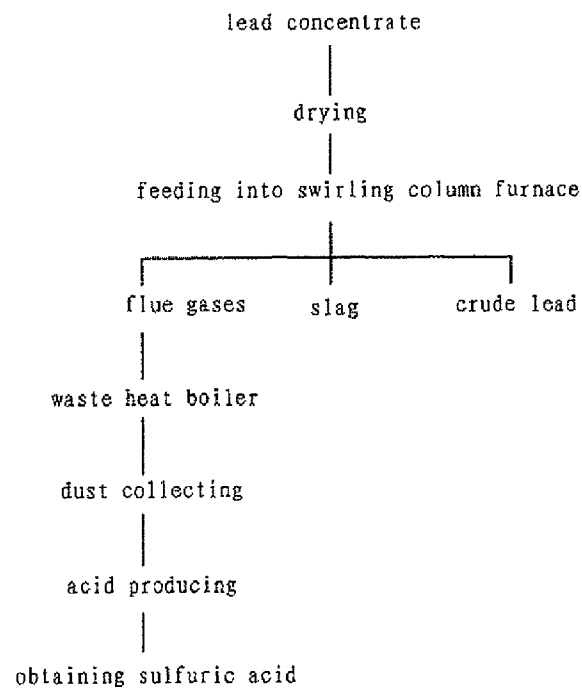 lead concentrate
drying
feeding into swirling column furnace
flue gases
slag
crude lead
waste heat boiler
dust collecting
acid producing
obtaining sulfuric acid